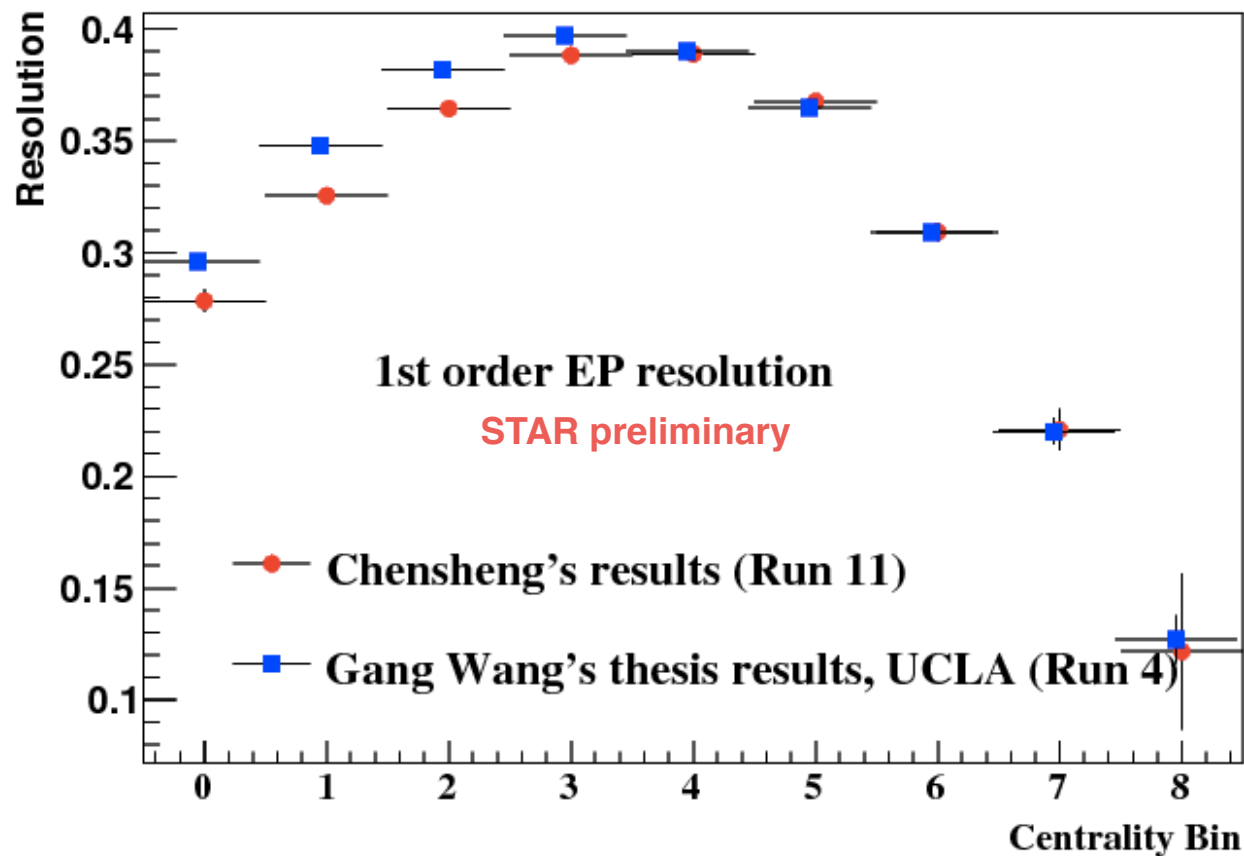 Resolution
0.4
0.35
0.3
0.25
0.2
0.15
0.1
1st order EP resolution
STAR preliminary
Chensheng's results (Run 11)
Gang Wang's thesis results, UCLA (Run 4)
0 1 2 3 4 5 6 7 8
Centrality Bin